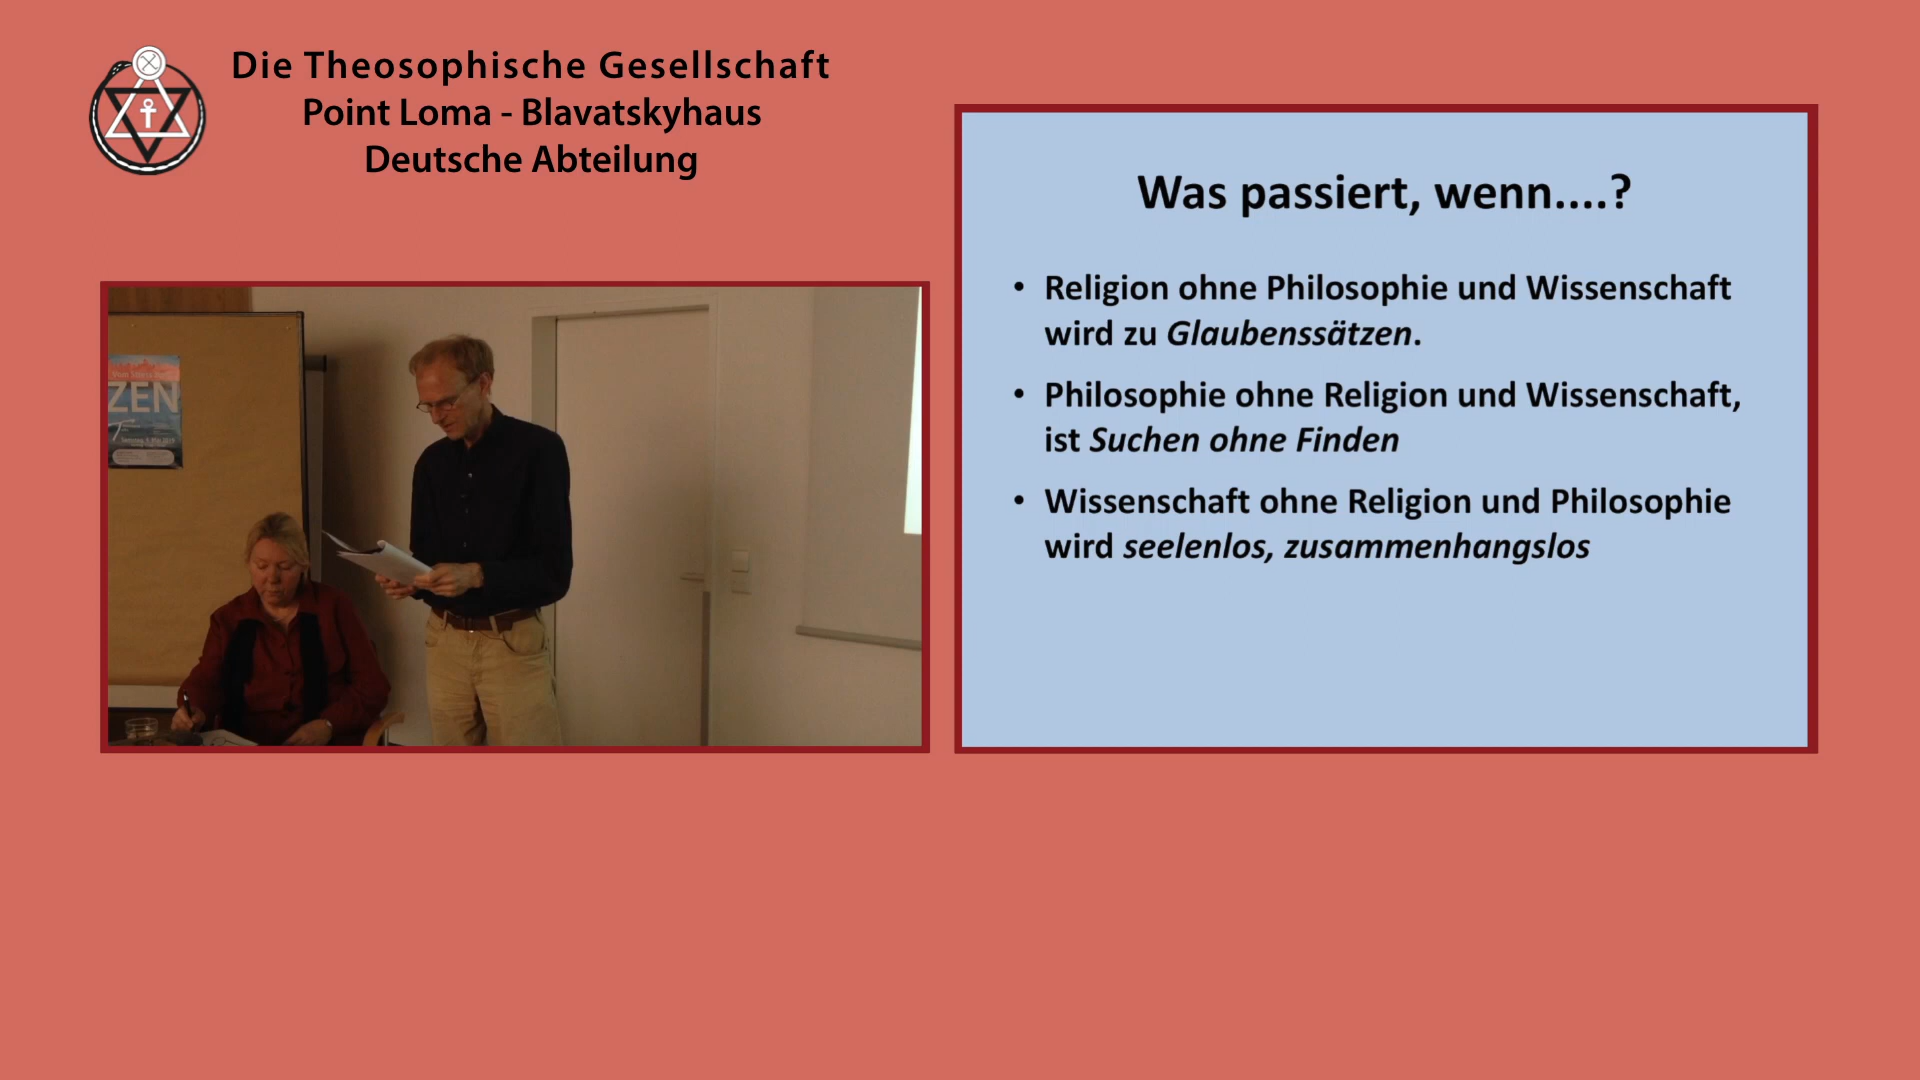 Die Theosophische Gesellschaft
Point Loma - Blavatskyhaus
Deutsche Abteilung
Was passiert, wenn....?
• Religion ohne Philosophie und Wissenschaft
wird zu Glaubenssätzen.
• Philosophie ohne Religion und Wissenschaft,
ist Suchen ohne Finden
• Wissenschaft ohne Religion und Philosophie
wird seelenlos, zusammenhangslos
ZEN